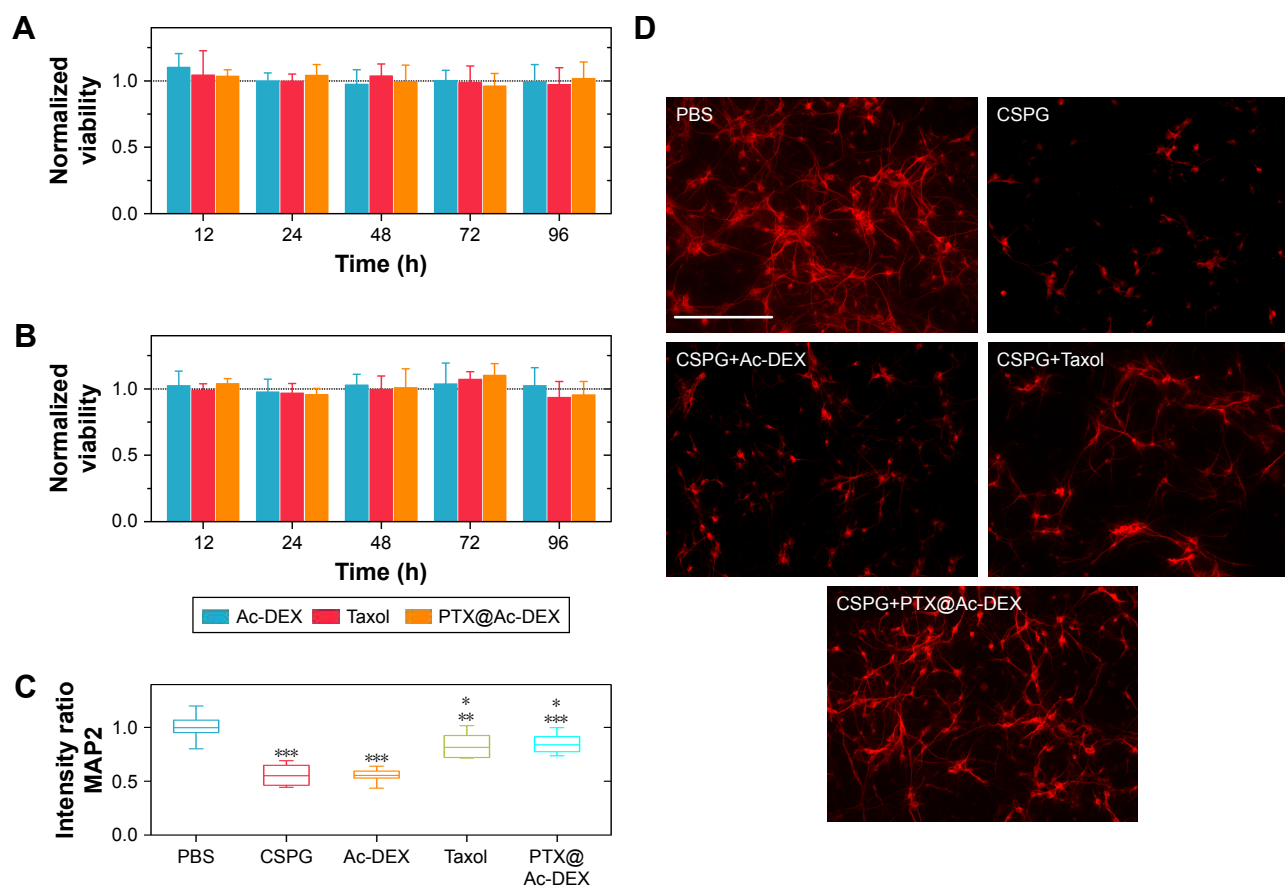 A
Normalized
viability
1.0
0.5
0.0
12 24 48 72 96
Time (h)
B
Normalized
viability
1.0
0.5
0.0
12 24 48 72 96
Time (h)
Ac-DEX Taxol PTX@Ac-DEX
C
Intensity ratio
MAP2
1.0
0.5
0.0
*** *** * ** * ***
PBS CSPG Ac-DEX Taxol PTX@
Ac-DEX
D
PBS
CSPG
CSPG+Ac-DEX
CSPG+Taxol
CSPG+PTX@Ac-DEX